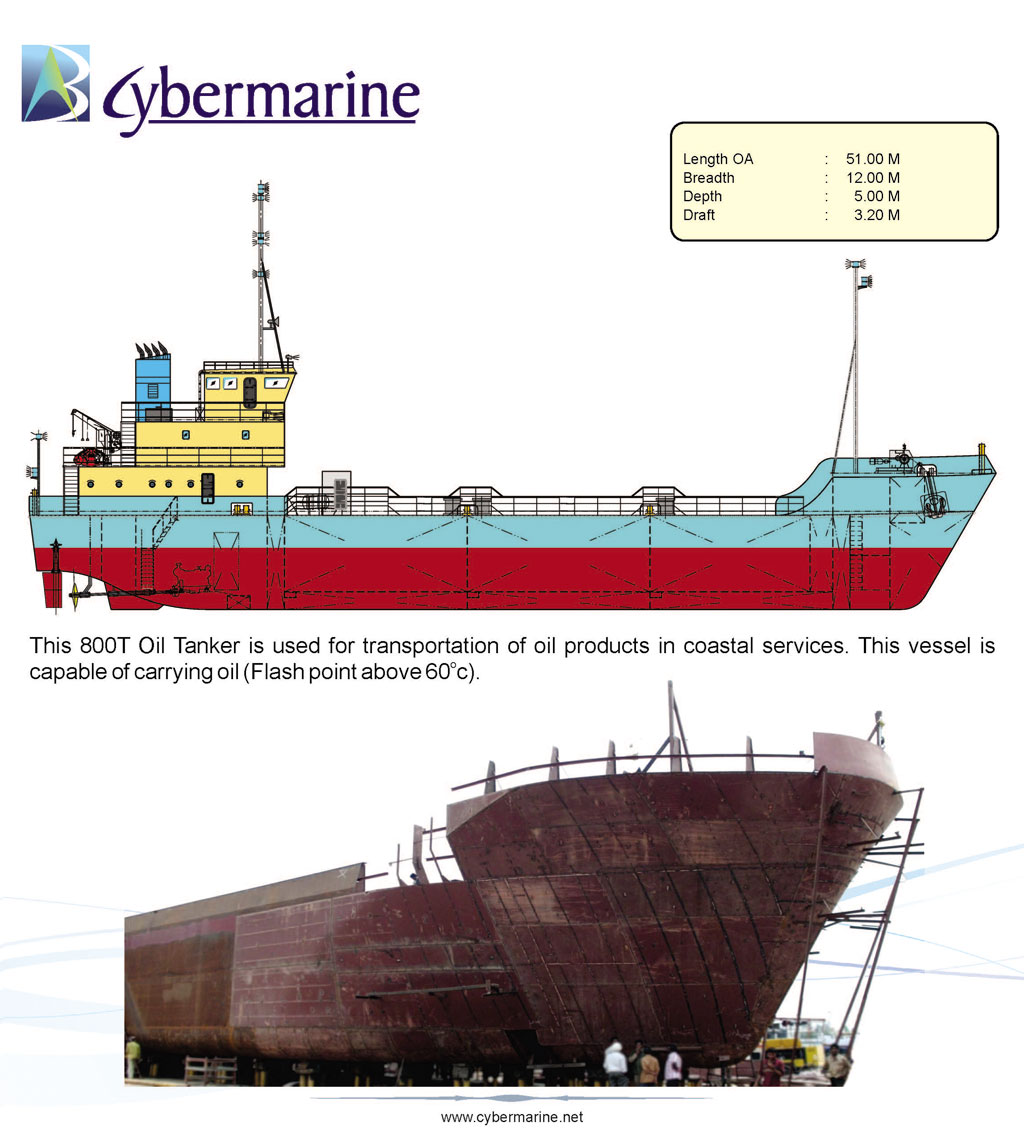 Cybermarine
Length OA : 51.00 M
Breadth : 12.00 M
Depth : 5.00 M
Draft : 3.20 M
This 800T Oil Tanker is used for transportation of oil products in coastal services. This vessel is
capable of carrying oil (Flash point above 60°c).
www.cybermarine.net